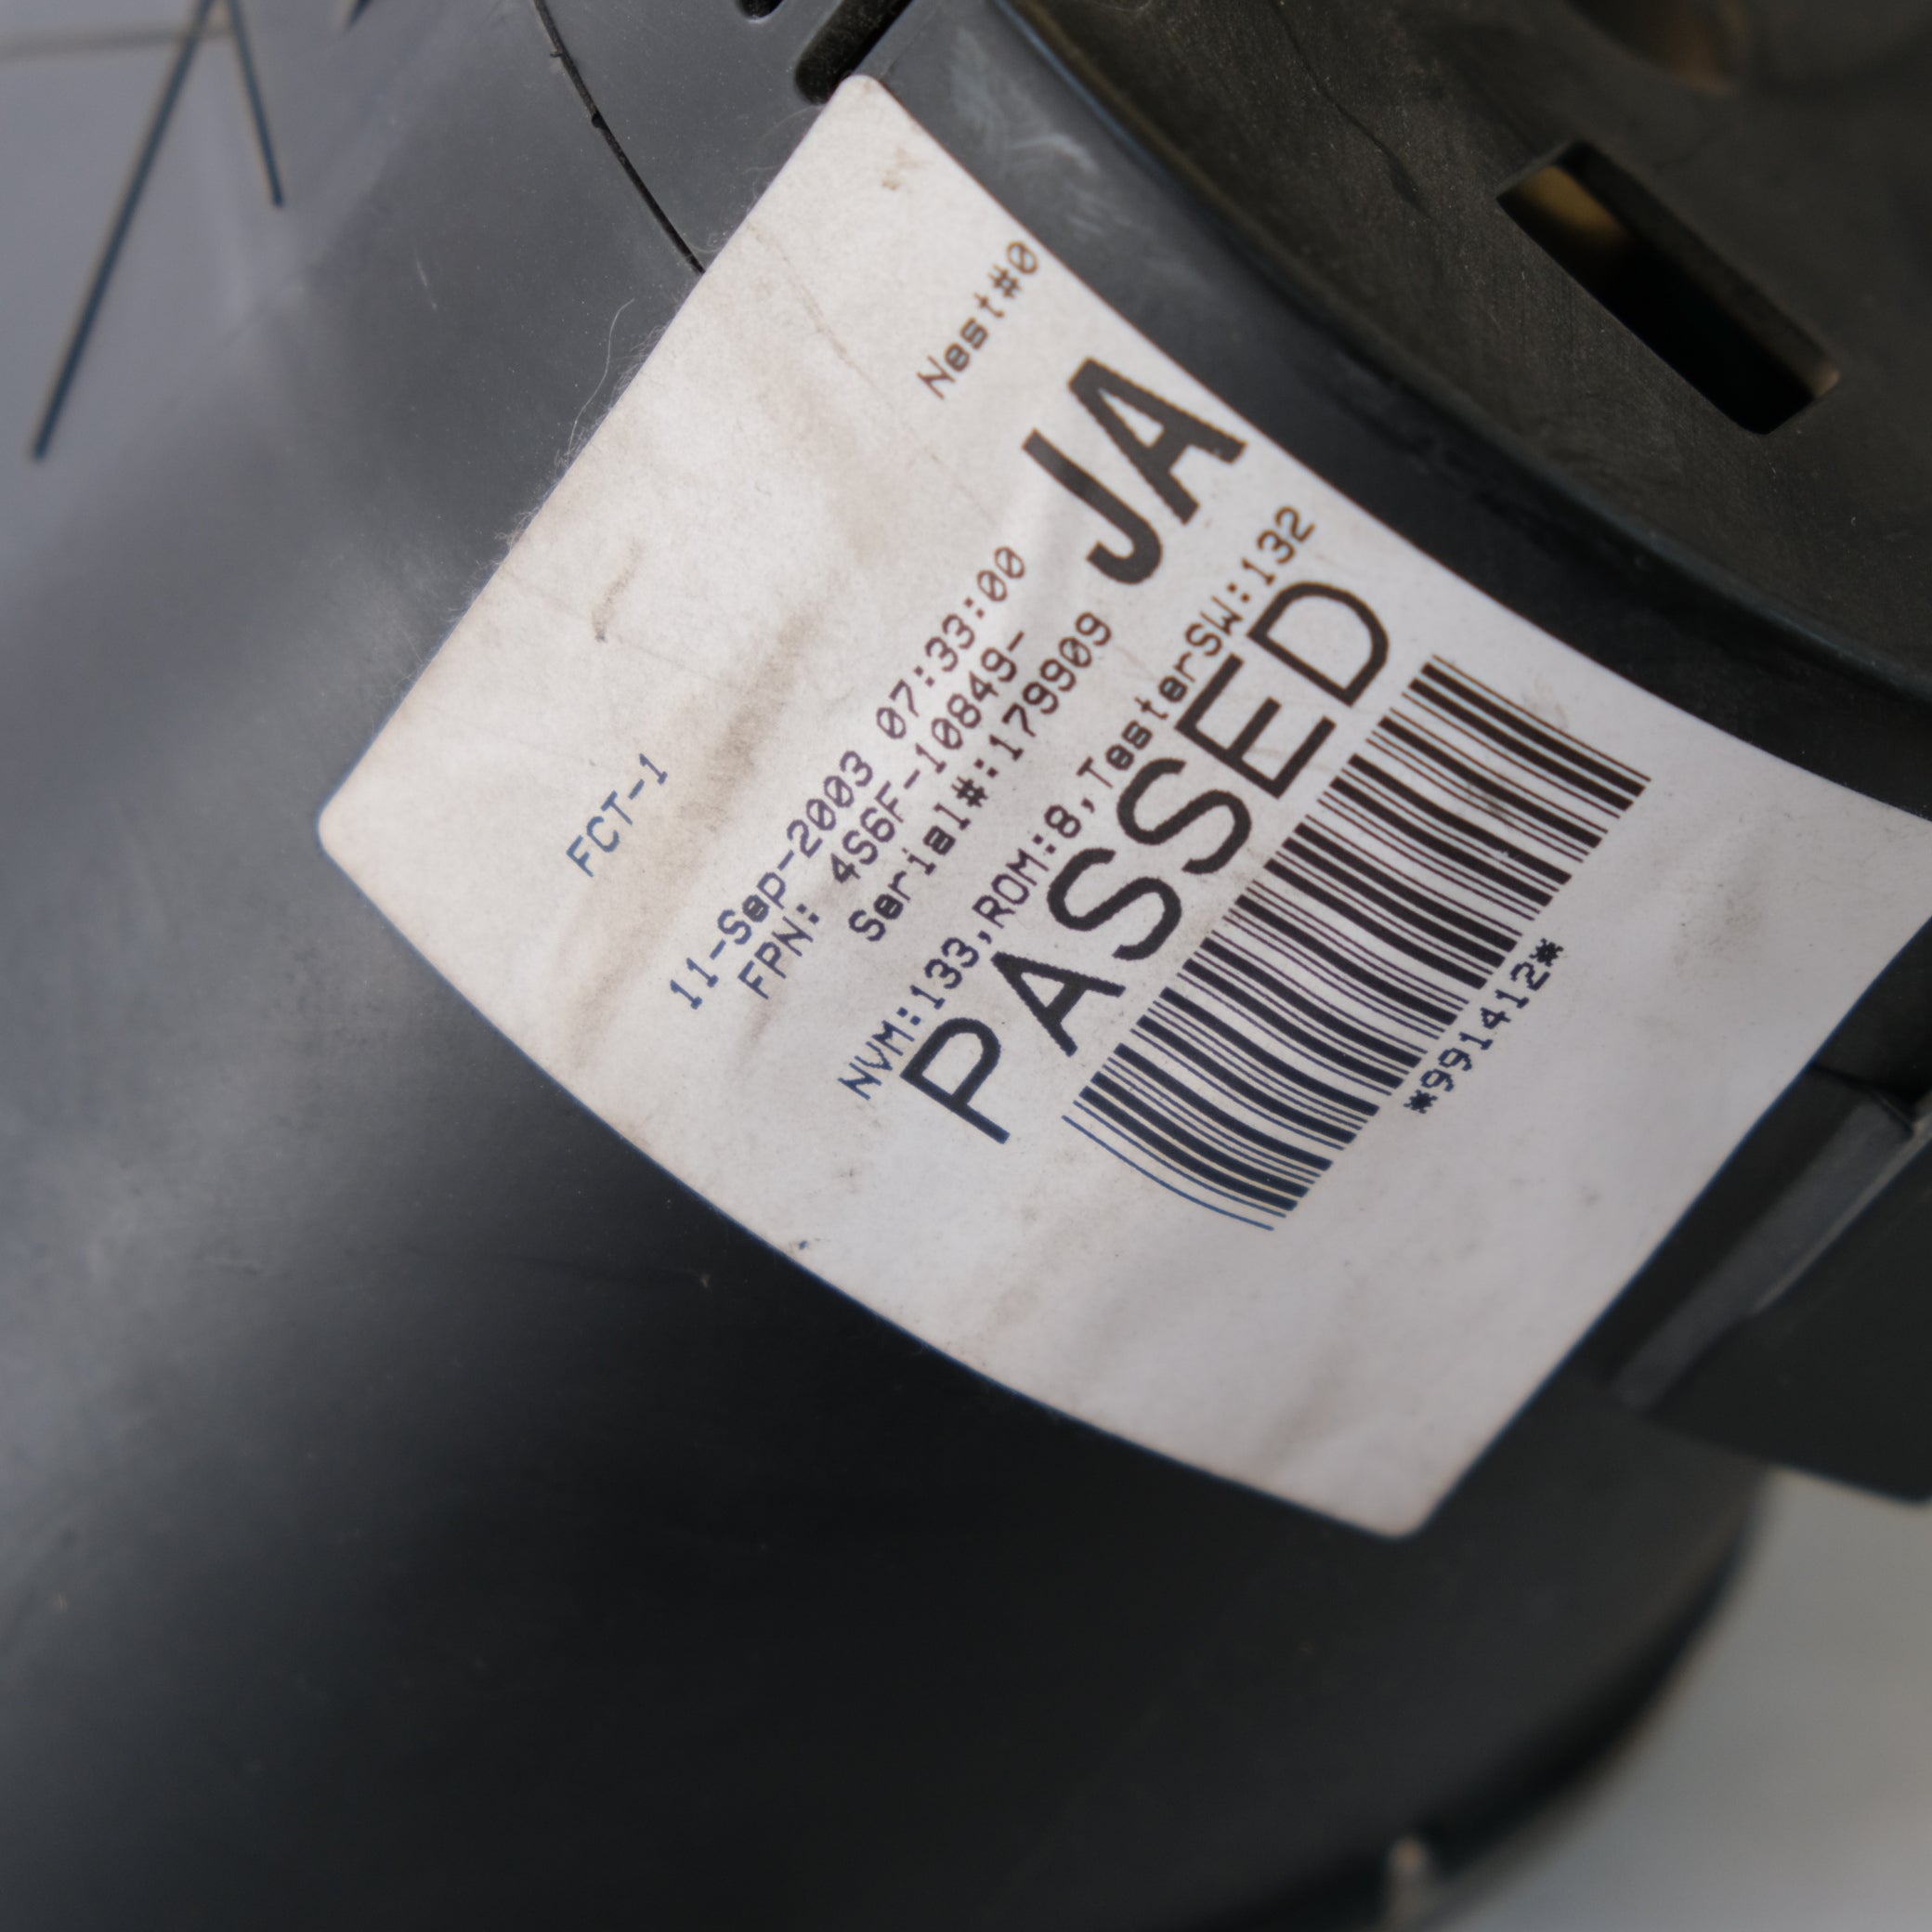 FCT-1
Nest#0
11-Sep-2003 07:33:00
FPN: 4S6F-10849-
Serial#:179909
JA
NVM:133,ROM:8,TesterSW:132
PASSED
*991412*